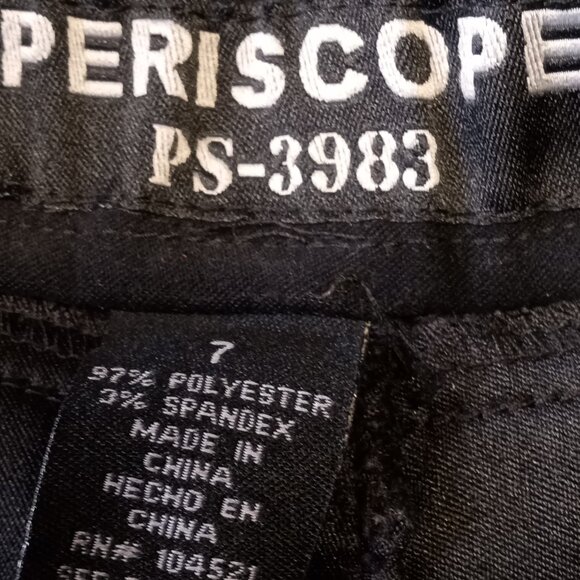 PERISCOPE
PS-3983
7
97% POLYESTER
3% SPANDEX
MADE IN
CHINA
HECHO EN
CHINA
RN# 104521